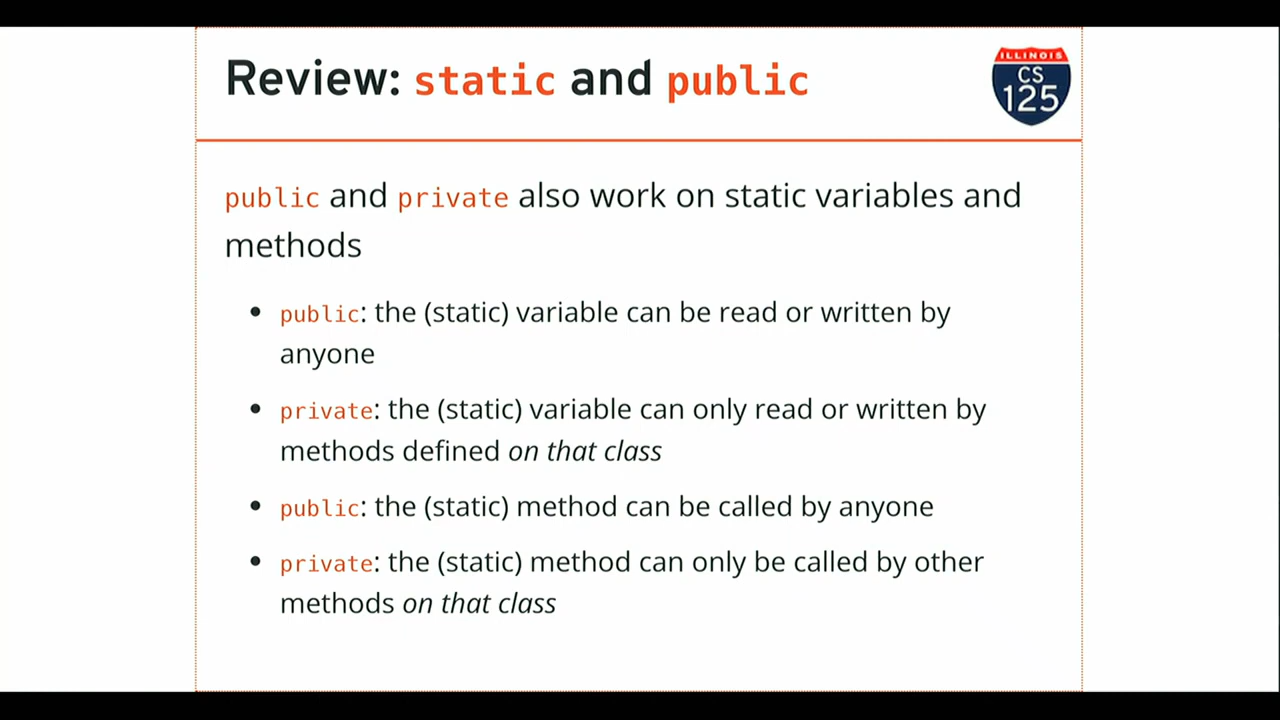 Review: static and public
ILLINOIS
CS
125
public and private also work on static variables and
methods
• public: the (static) variable can be read or written by
anyone
• private: the (static) variable can only read or written by
methods defined on that class
• public: the (static) method can be called by anyone
• private: the (static) method can only be called by other
methods on that class